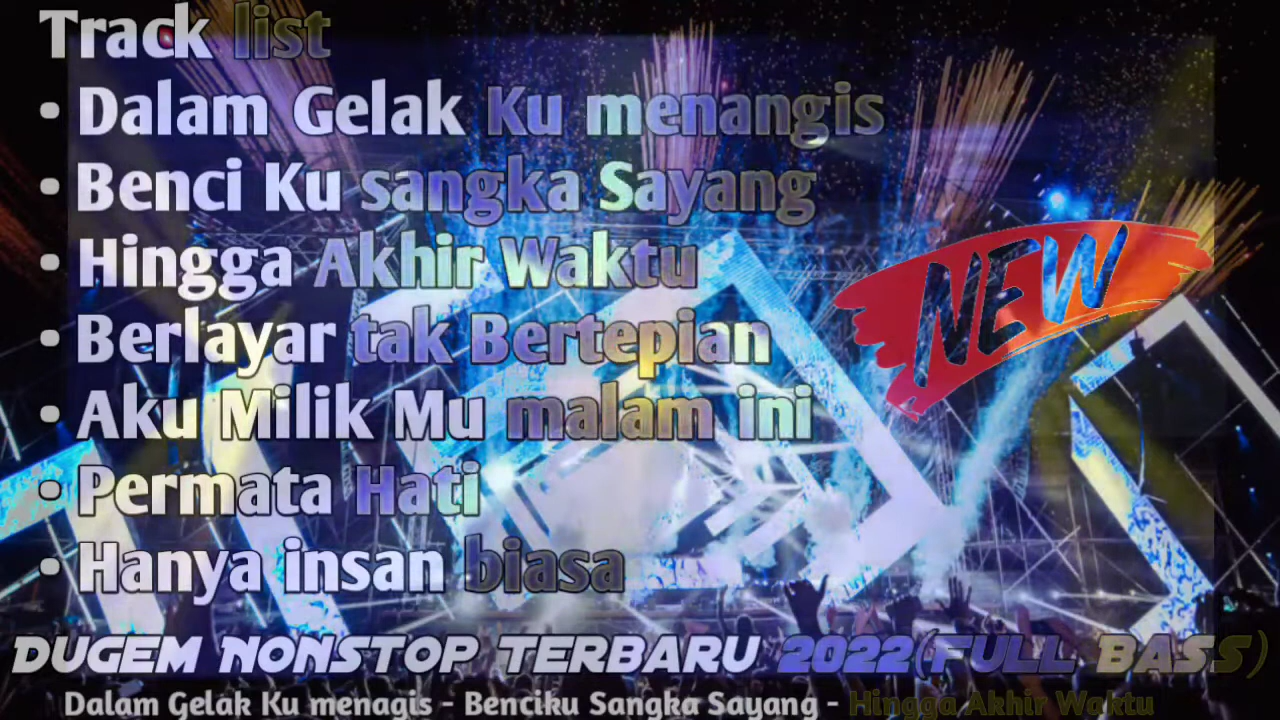 Track list
• Dalam Gelak Ku menangis
• Benci Ku sangka Sayang
• Hingga Akhir Waktu
• Berlayar tak Bertepian
• Aku Milik Mu malam ini
• Permata Hati
• Hanya insan biasa
NEW
DUGEM NONSTOP TERBARU 2022(FULL BASS)
Dalam Gelak Ku menagis - Benciku Sangka Sayang - Hingga Akhir Waktu